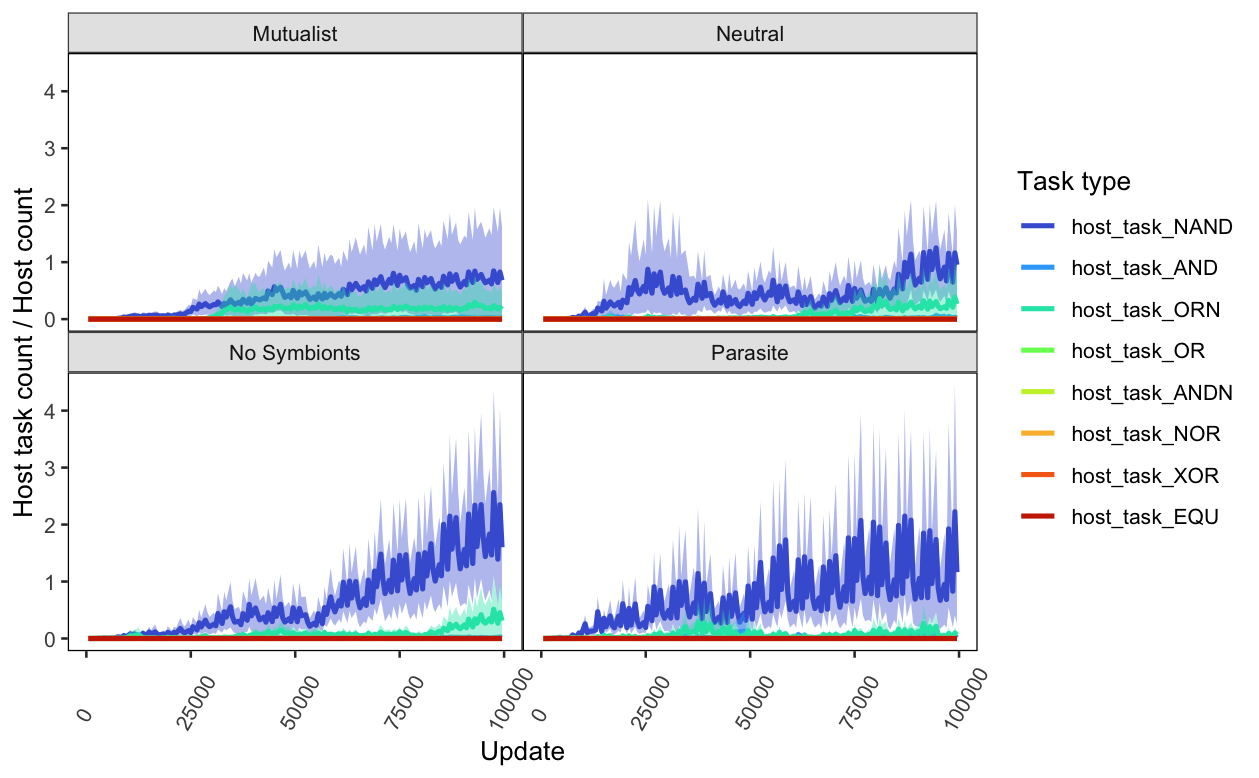 Mutualist
Neutral
4
3
2
1
0
No Symbionts
Parasite
4
3
2
1
0
0
25000
50000
75000
100000
0
25000
50000
75000
100000
Update
Host task count / Host count
Task type
host_task_NAND
host_task_AND
host_task_ORN
host_task_OR
host_task_ANDN
host_task_NOR
host_task_XOR
host_task_EQU